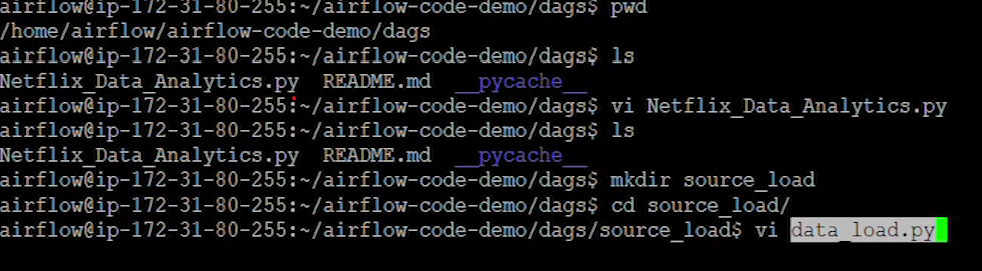 airflow@ip-172-31-80-255:~/airflow-code-demo/dags$ pwd
/home/airflow/airflow-code-demo/dags
airflow@ip-172-31-80-255:~/airflow-code-demo/dags$ ls
Netflix_Data_Analytics.py  README.md  __pycache__
airflow@ip-172-31-80-255:~/airflow-code-demo/dags$ vi Netflix_Data_Analytics.py
airflow@ip-172-31-80-255:~/airflow-code-demo/dags$ ls
Netflix_Data_Analytics.py  README.md  __pycache__
airflow@ip-172-31-80-255:~/airflow-code-demo/dags$ mkdir source_load
airflow@ip-172-31-80-255:~/airflow-code-demo/dags$ cd source_load/
airflow@ip-172-31-80-255:~/airflow-code-demo/dags/source_load$ vi data_load.py